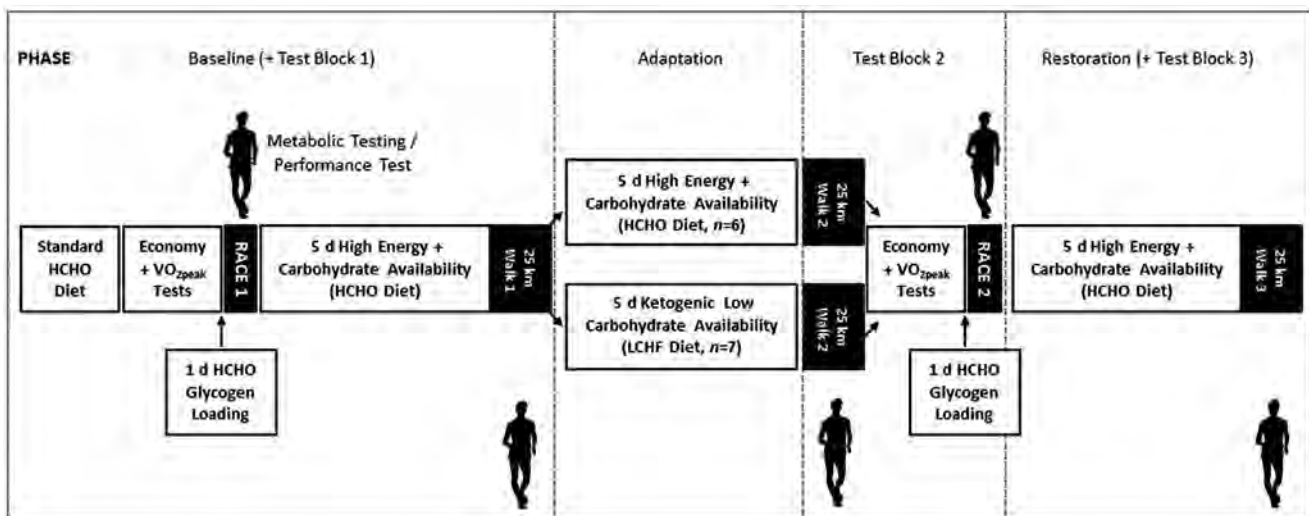 PHASE
Baseline (+ Test Block 1)
Adaptation
Test Block 2
Restoration (+ Test Block 3)
Metabolic Testing /
Performance Test
Standard
HCHO
Diet
Economy
+ VO2peak
Tests
RACE 1
5 d High Energy +
Carbohydrate Availability
(HCHO Diet)
25 km
Walk 1
1 d HCHO
Glycogen
Loading
5 d High Energy +
Carbohydrate Availability
(HCHO Diet, n=6)
25 km
Walk 2
5 d Ketogenic Low
Carbohydrate Availability
(LCHF Diet, n=7)
25 km
Walk 2
Economy
+ VO2peak
Tests
RACE 2
1 d HCHO
Glycogen
Loading
5 d High Energy +
Carbohydrate Availability
(HCHO Diet)
25 km
Walk 3